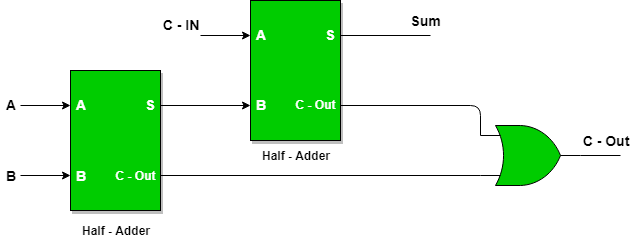 C - IN
A
S
Sum
B
C - Out
Half - Adder
A
A
S
B
B
C - Out
Half - Adder
C - Out